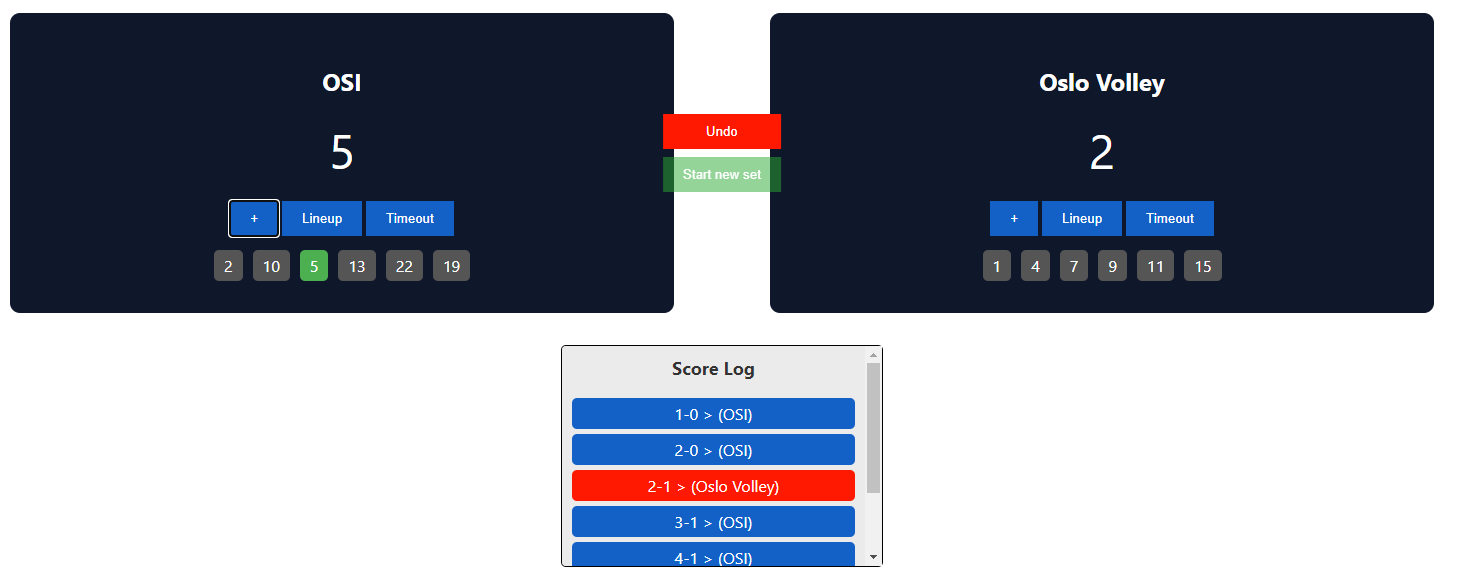 OSI
5
+ Lineup Timeout
2 10 5 13 22 19
Undo
Start new set
Oslo Volley
2
+ Lineup Timeout
1 4 7 9 11 15
Score Log
1-0 > (OSI)
2-0 > (OSI)
2-1 > (Oslo Volley)
3-1 > (OSI)
4-1 > (OSI)